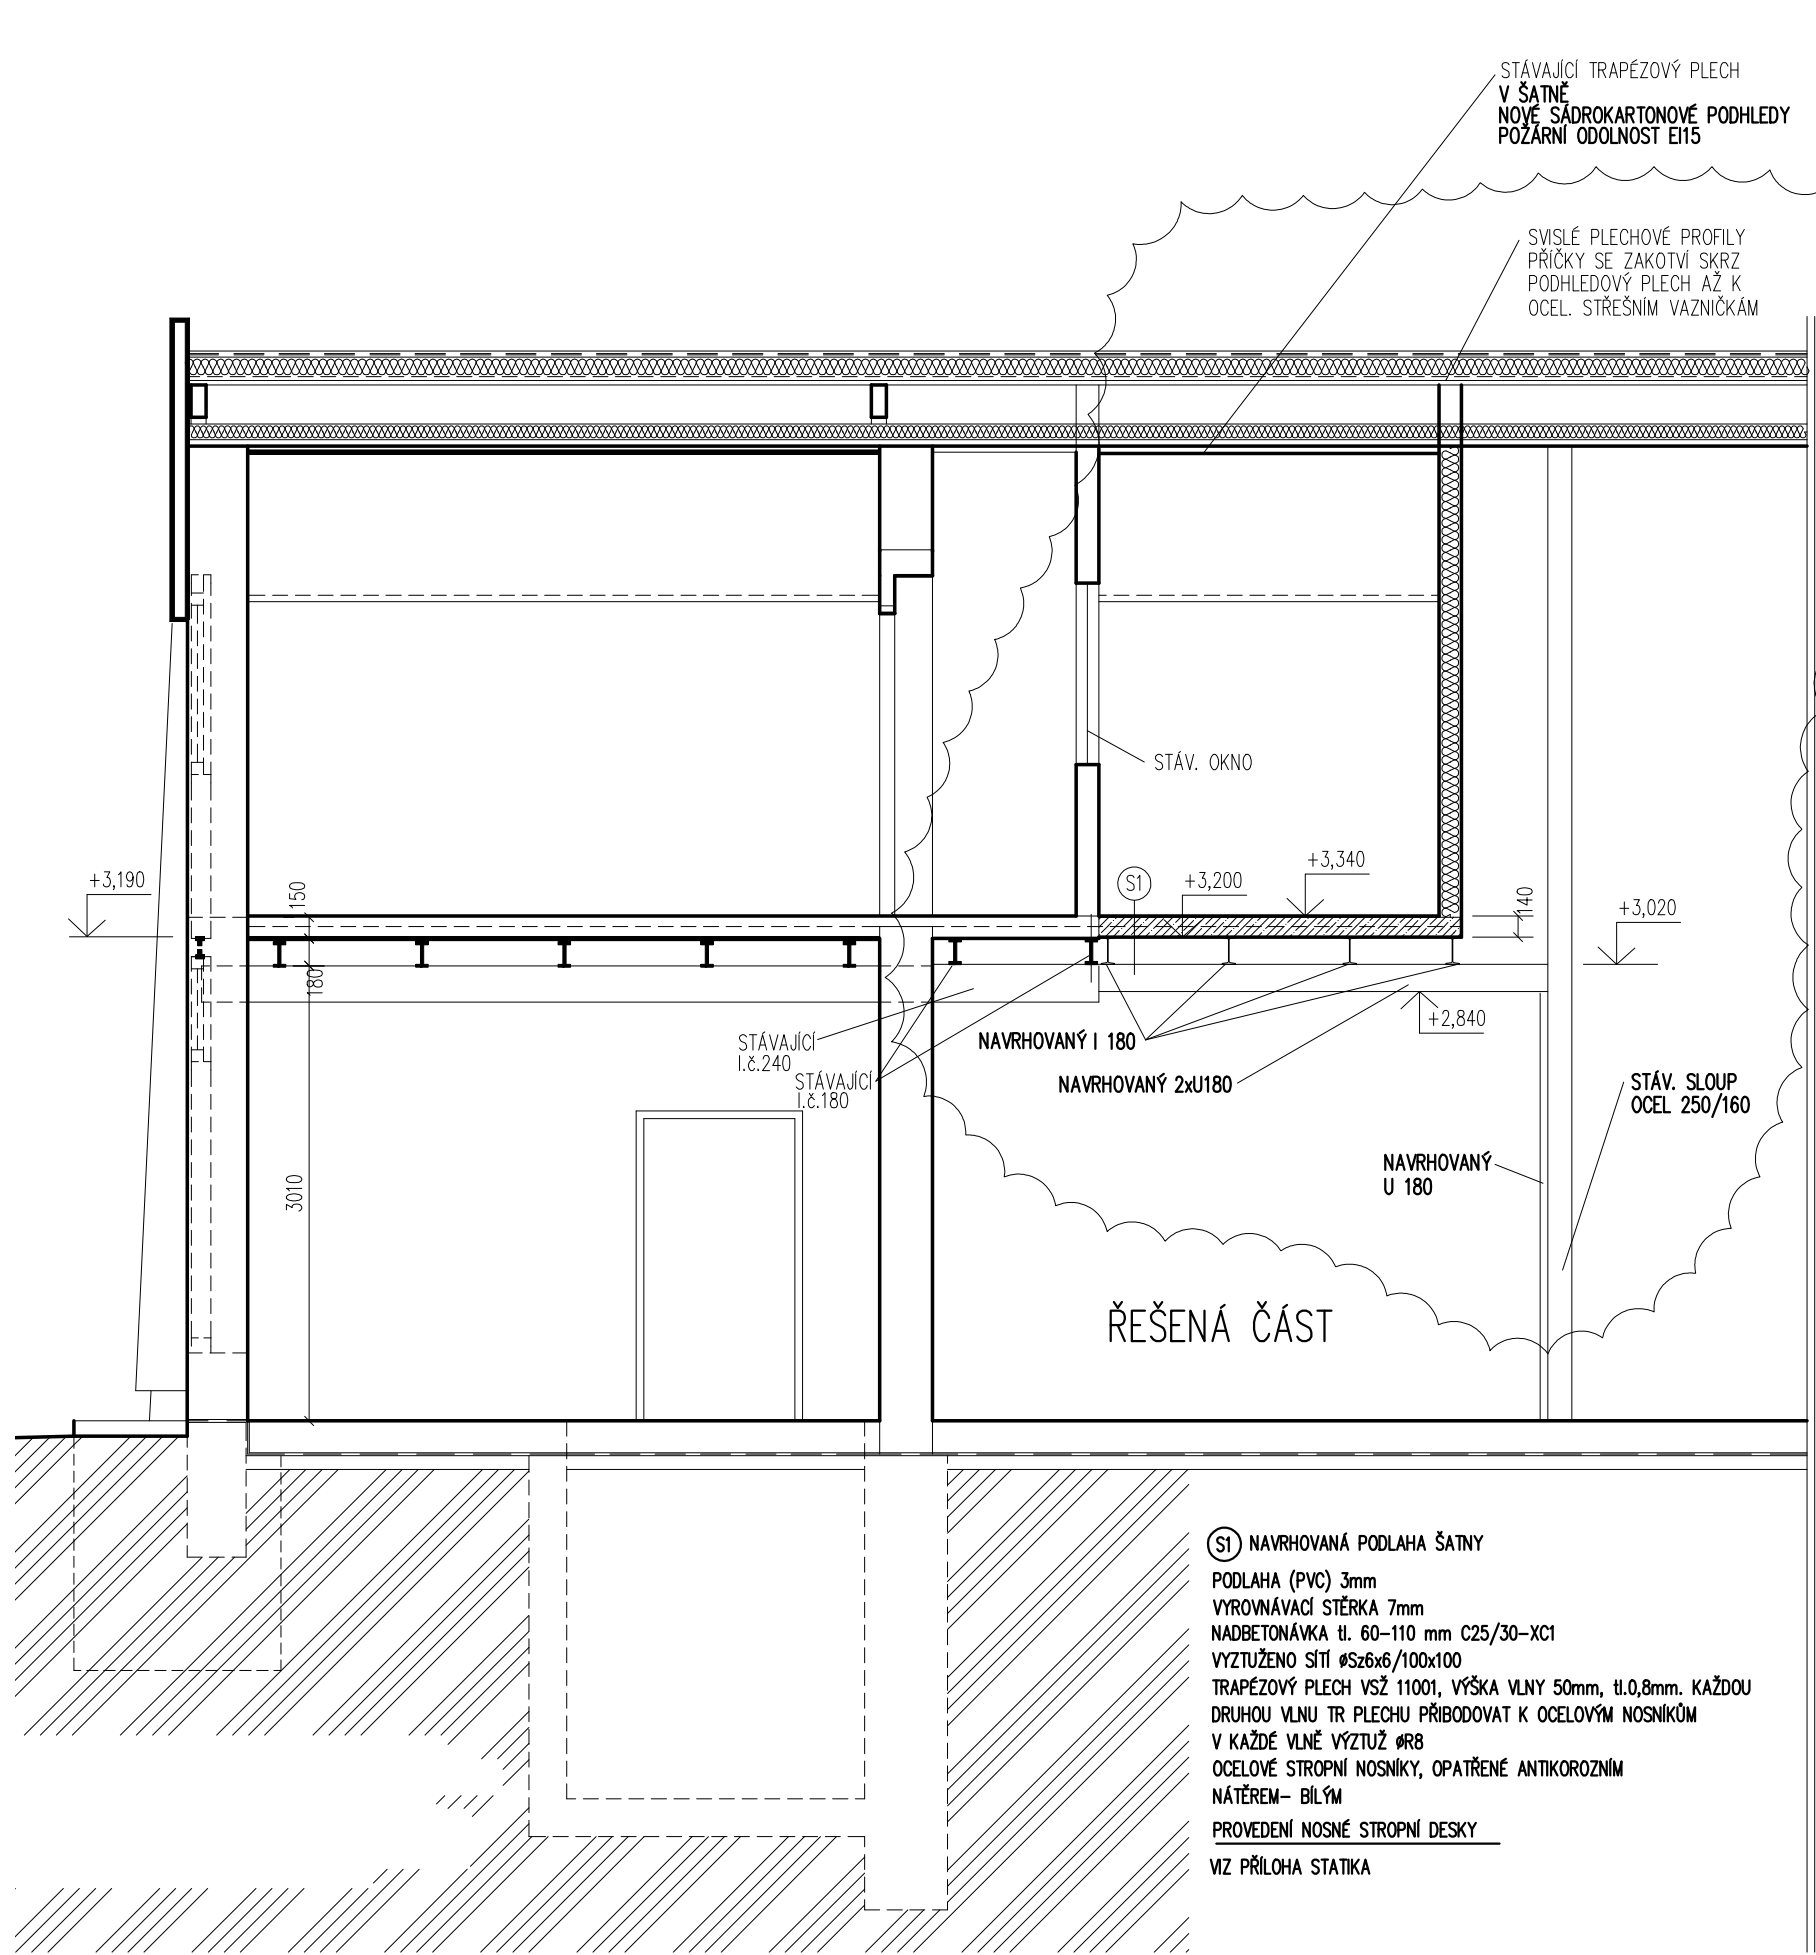 STÁVAJÍCÍ TRAPÉZOVÝ PLECH
V ŠATNĚ
NOVÉ SÁDROKARTONOVÉ PODHLEDY
POŽÁRNÍ ODOLNOST EI15
SVISLÉ PLECHOVÉ PROFILY
PŘÍČKY SE ZAKOTVÍ SKRZ
PODHLEDOVÝ PLECH AŽ K
OCEL. STŘEŠNÍM VAZNIČKÁM
STÁV. OKNO
+3,190
150
S1
+3,200
+3,340
140
+3,020
180
+2,840
STÁVAJÍCÍ
I.č.240
STÁVAJÍCÍ
I.č.180
NAVRHOVANÝ I 180
NAVRHOVANÝ 2xU180
STÁV. SLOUP
OCEL 250/160
NAVRHOVANÝ
U 180
3010
ŘEŠENÁ ČÁST
S1 NAVRHOVANÁ PODLAHA ŠATNY
PODLAHA (PVC) 3mm
VYROVNÁVACÍ STĚRKA 7mm
NADBETONÁVKA tl. 60-110 mm C25/30-XC1
VYZTUŽENO SÍTÍ øSz6x6/100x100
TRAPÉZOVÝ PLECH VSŽ 11001, VÝŠKA VLNY 50mm, tl.0,8mm. KAŽDOU
DRUHOU VLNU TR PLECHU PŘIBODOVAT K OCELOVÝM NOSNÍKŮM
V KAŽDÉ VLNĚ VÝZTUŽ øR8
OCELOVÉ STROPNÍ NOSNÍKY, OPATŘENÉ ANTIKOROZNÍM
NÁTĚREM- BÍLÝM
PROVEDENÍ NOSNÉ STROPNÍ DESKY
VIZ PŘÍLOHA STATIKA